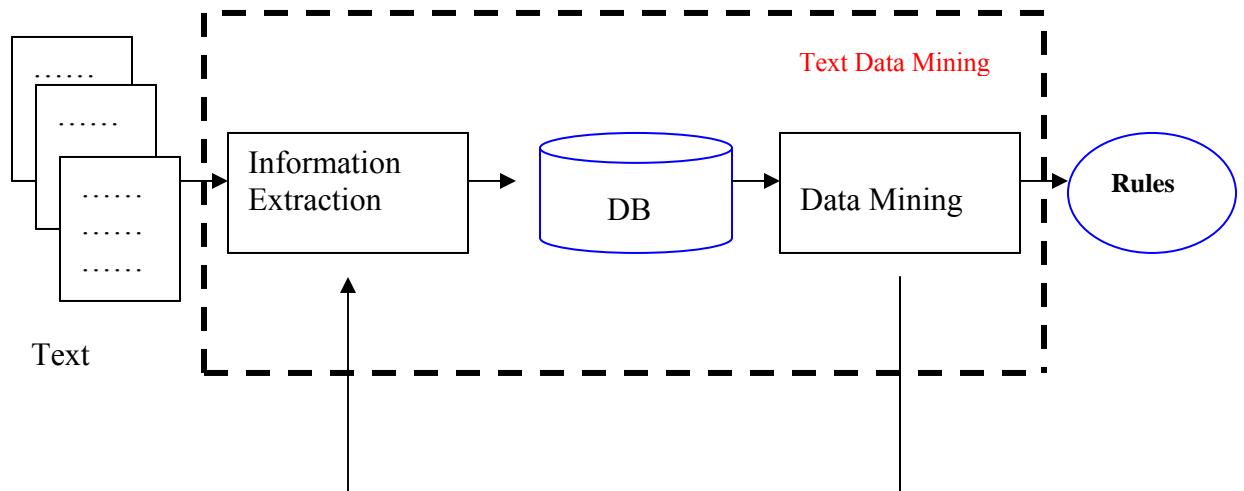 Text Data Mining
. . . . . .
. . . . . .
. . . . . .
. . . . . .
. . . . . .
Information
Extraction
DB
Data Mining
Rules
Text